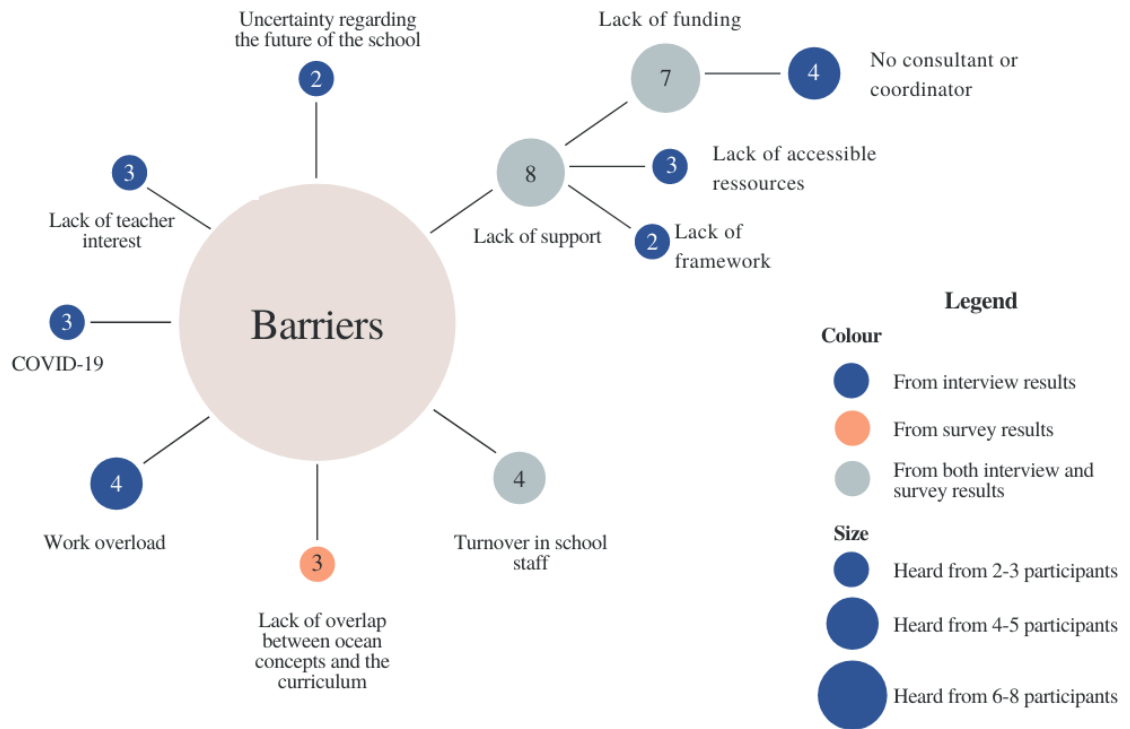 Uncertainty regarding
the future of the school
2
Lack of funding
7
4
No consultant or
coordinator
3
Lack of teacher
interest
8
Lack of support
3
Lack of accessible
ressources
2
Lack of
framework
Barriers
3
COVID-19
4
Work overload
3
Lack of overlap
between ocean
concepts and the
curriculum
4
Turnover in school
staff
Legend
Colour
From interview results
From survey results
From both interview and
survey results
Size
Heard from 2-3 participants
Heard from 4-5 participants
Heard from 6-8 participants